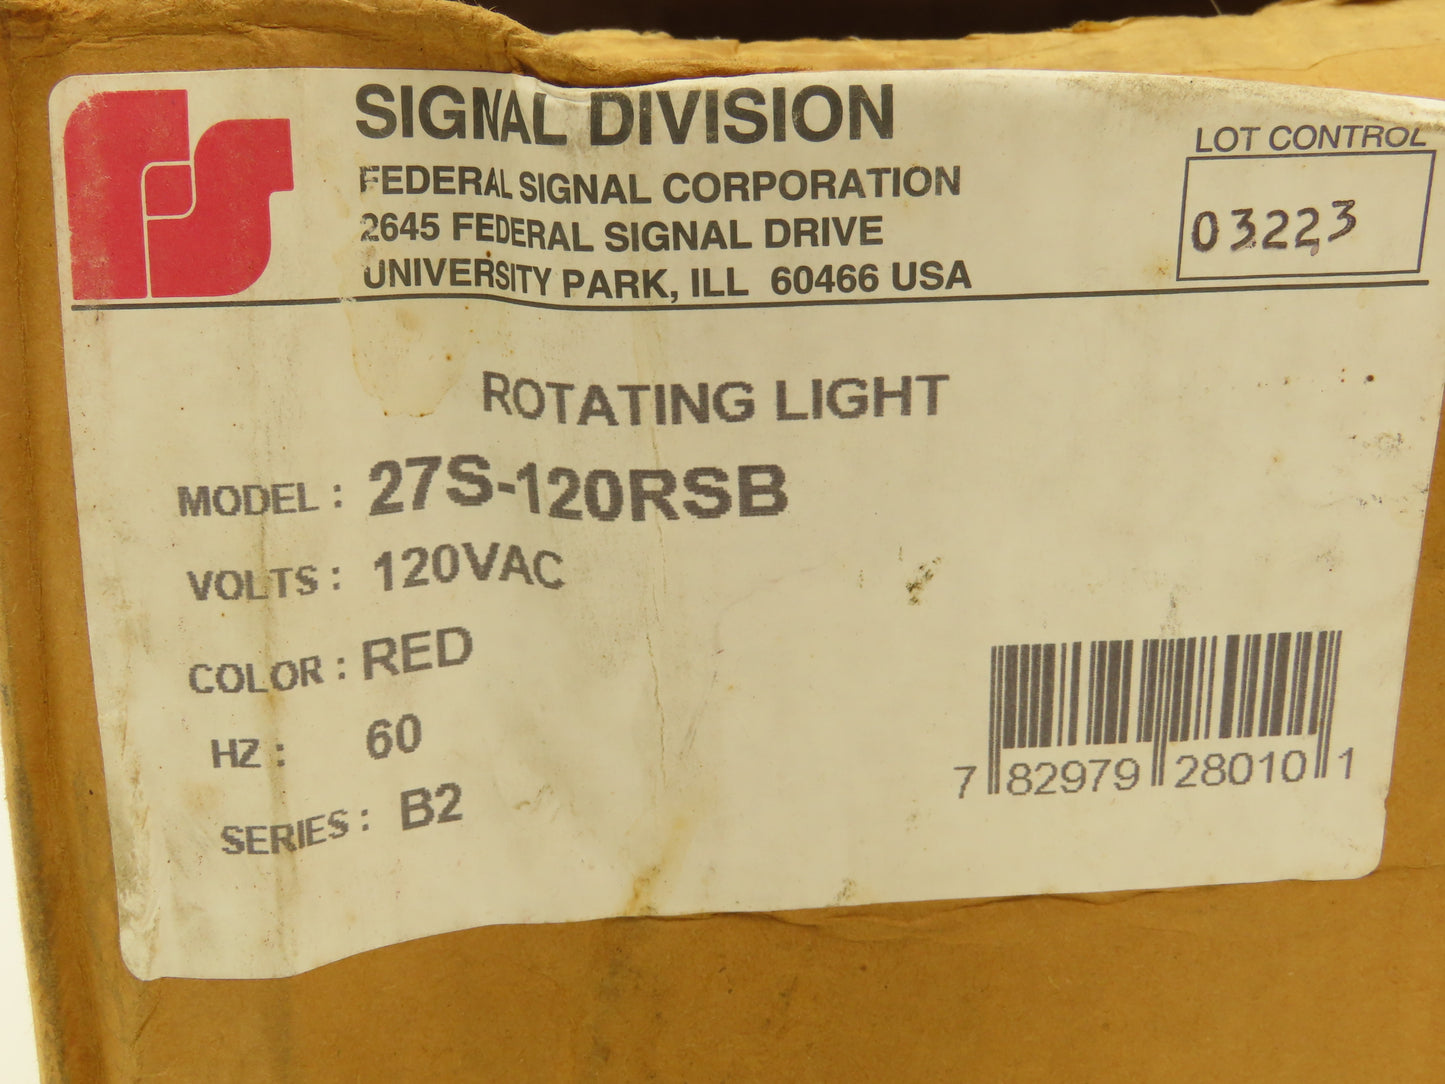 SIGNAL DIVISION
FEDERAL SIGNAL CORPORATION
2645 FEDERAL SIGNAL DRIVE
UNIVERSITY PARK, ILL 60466 USA
LOT CONTROL
03223
ROTATING LIGHT
MODEL : 27S-120RSB
VOLTS : 120VAC
COLOR : RED
HZ : 60
SERIES : B2
7 82979 28010 1